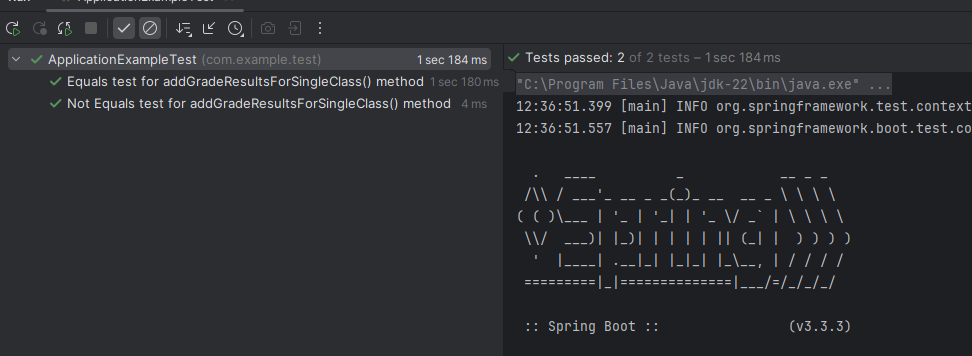 ApplicationExampleTest (com.example.test) 1 sec 184 ms
Equals test for addGradeResultsForSingleClass() method 1 sec 180 ms
Not Equals test for addGradeResultsForSingleClass() method 4 ms
Tests passed: 2 of 2 tests – 1 sec 184 ms
"C:\Program Files\Java\jdk-22\bin\java.exe" ...
12:36:51.399 [main] INFO org.springframework.test.context
12:36:51.557 [main] INFO org.springframework.boot.test.co
  .   ____          _            __ _ _
 /\\ / ___'_ __ _ _(_)_ __  __ _ \ \ \ \
( ( )\___ | '_ | '_| | '_ \/ _` | \ \ \ \
 \\/  ___)| |_)| | | | | || (_| |  ) ) ) )
  '  |____| .__|_| |_|_| |_\__, | / / / /
 =========|_|==============|___/=/_/_/_/
 :: Spring Boot ::                (v3.3.3)